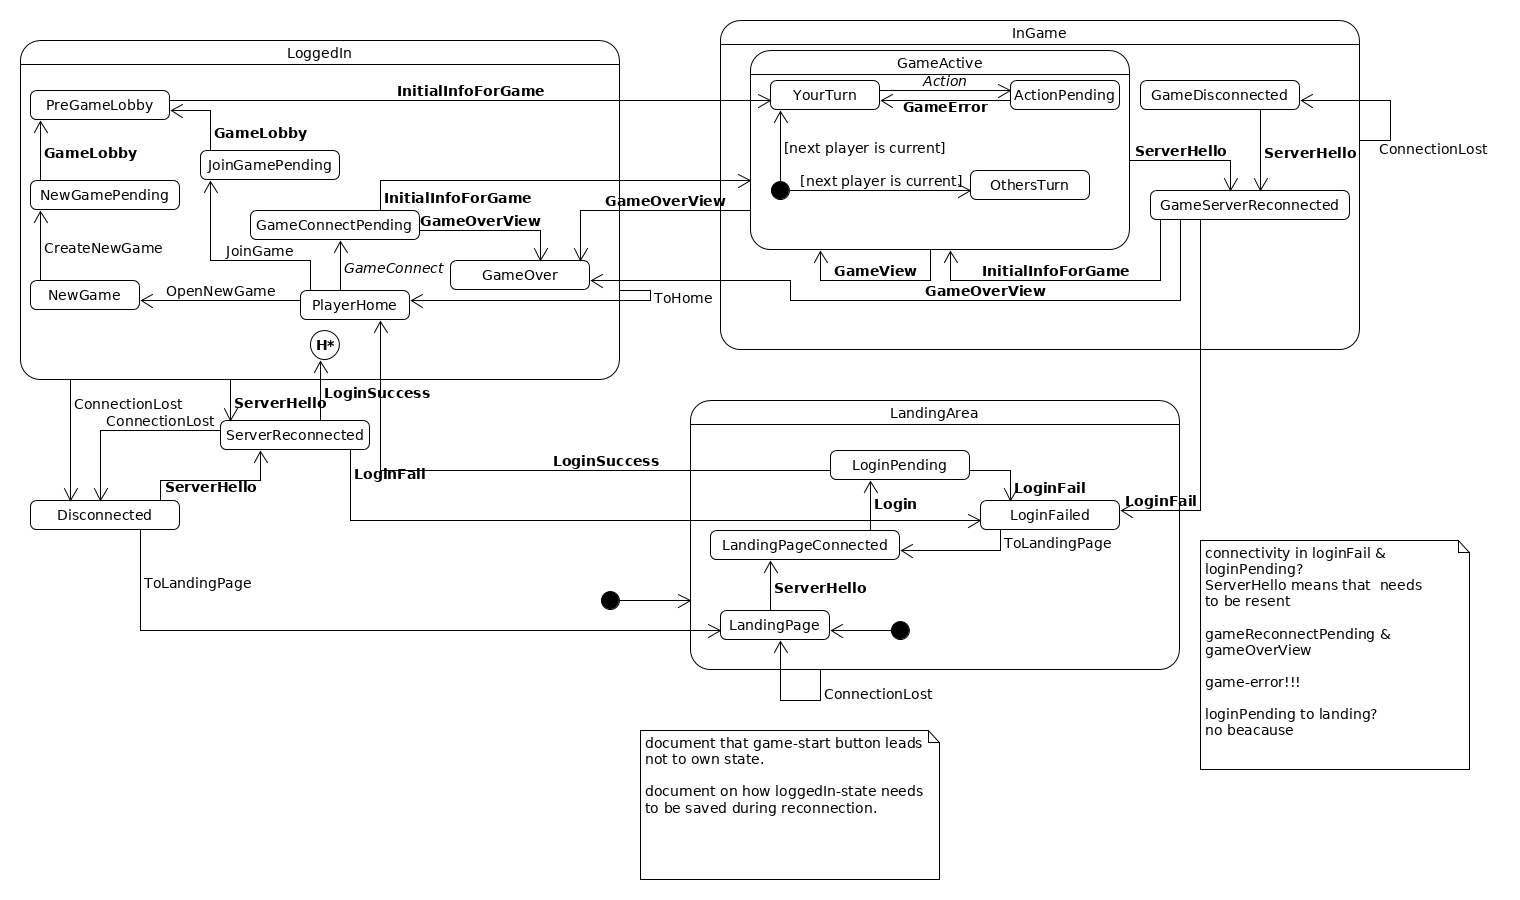 LoggedIn
PreGameLobby
InitialInfoForGame
GameLobby
GameLobby
JoinGamePending
NewGamePending
InitialInfoForGame
GameConnectPending
GameOverView
GameOverView
CreateNewGame
JoinGame
GameConnect
GameOver
NewGame
OpenNewGame
PlayerHome
ToHome
H*
InGame
GameActive
YourTurn
Action
GameError
ActionPending
GameDisconnected
[next player is current]
[next player is current]
OthersTurn
ServerHello
ServerHello
ConnectionLost
GameServerReconnected
GameView
InitialInfoForGame
GameOverView
ConnectionLost
ConnectionLost
ServerHello
LoginSuccess
ServerReconnected
LoginFail
ServerHello
Disconnected
ToLandingPage
LandingArea
LoginSuccess
LoginPending
LoginFail
LoginFail
Login
LoginFailed
LandingPageConnected
ToLandingPage
ServerHello
LandingPage
ConnectionLost
connectivity in loginFail &
loginPending?
ServerHello means that  needs
to be resent
gameReconnectPending &
gameOverView
game-error!!!
loginPending to landing?
no beacause
document that game-start button leads
not to own state.
document on how loggedIn-state needs
to be saved during reconnection.